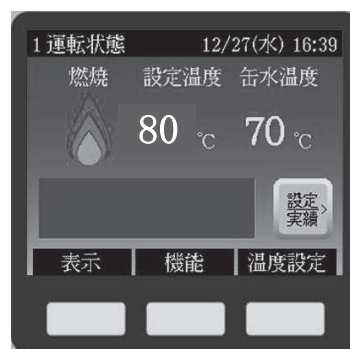 1 運転状態 12/27(水) 16:39
燃焼 設定温度 缶水温度
80 ℃ 70 ℃
設定
実績
表示 機能 温度設定